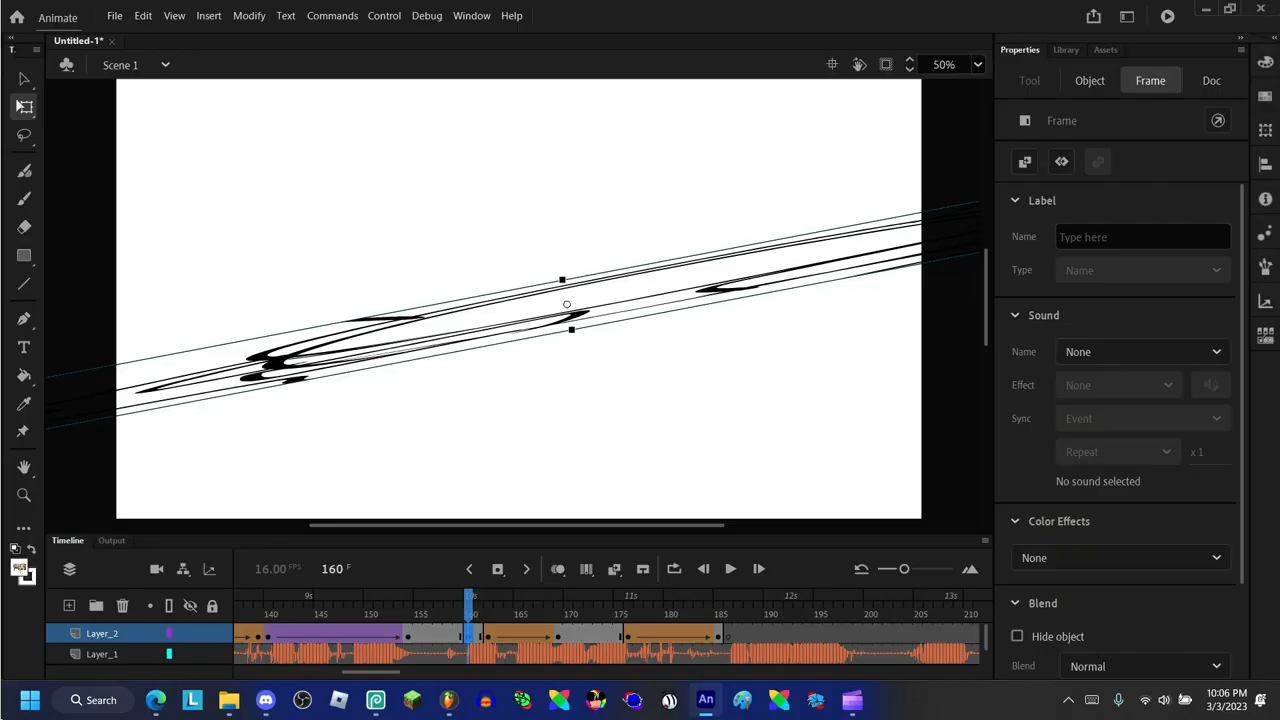 Animate
File Edit View Insert Modify Text Commands Control Debug Window Help
Untitled-1*
Scene 1
50%
T.
Properties Library Assets
Tool Object Frame Doc
Frame
Label
Name Type here
Type Name
Sound
Name None
Effect None
Sync Event
Repeat x 1
No sound selected
Color Effects
None
Blend
Hide object
Blend Normal
Timeline Output
16.00 FPS 160 F
9s 10s 11s 12s 13s
140 145 150 155 160 165 170 175 180 185 190 195 200 205 210
Layer_2
Layer_1
Search
An
10:06 PM
3/3/2023